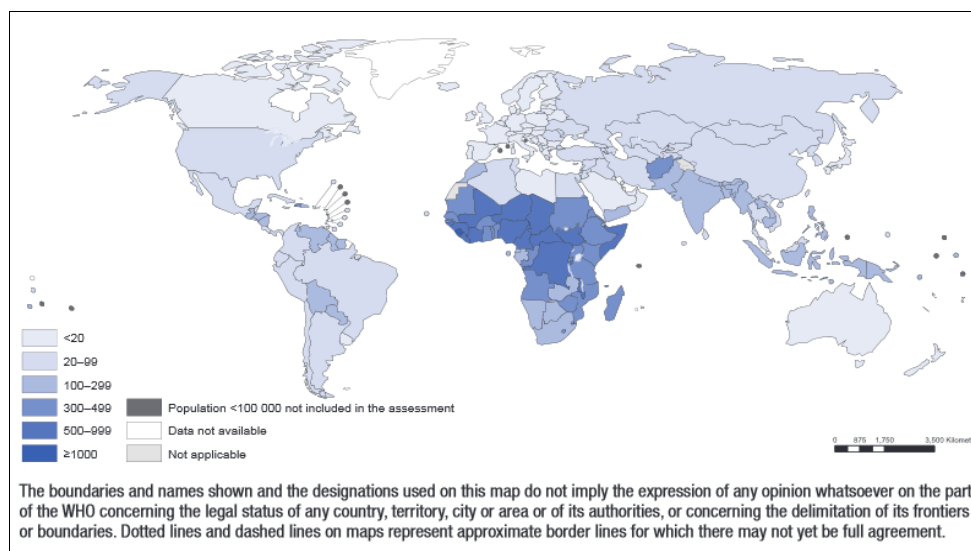 <20
20–99
100–299
300–499
500–999
≥1000
Population <100 000 not included in the assessment
Data not available
Not applicable
0 875 1,750 3,500 Kilomet
The boundaries and names shown and the designations used on this map do not imply the expression of any opinion whatsoever on the part
of the WHO concerning the legal status of any country, territory, city or area or of its authorities, or concerning the delimitation of its frontiers
or boundaries. Dotted lines and dashed lines on maps represent approximate border lines for which there may not yet be full agreement.